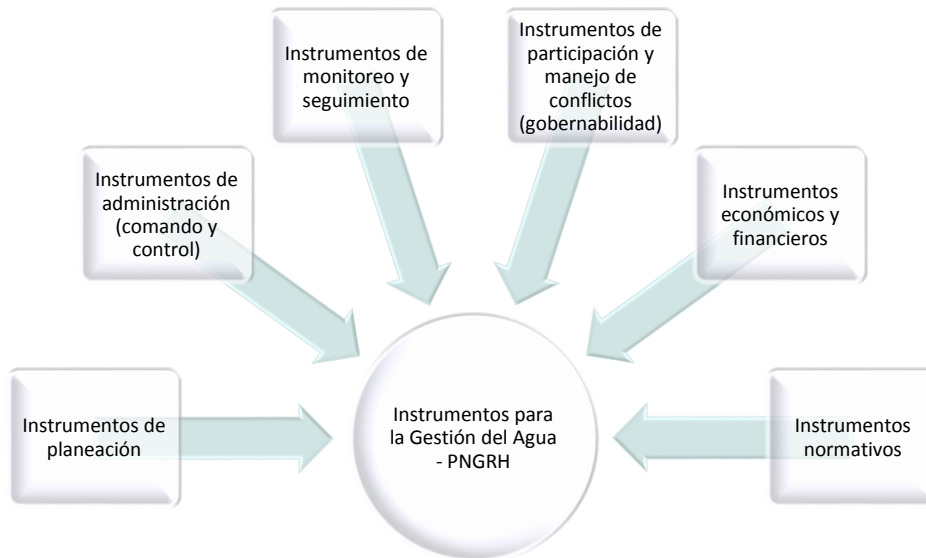 Instrumentos de
planeación
Instrumentos de
administración
(comando y
control)
Instrumentos de
monitoreo y
seguimiento
Instrumentos de
participación y
manejo de
conflictos
(gobernabilidad)
Instrumentos
económicos y
financieros
Instrumentos
normativos
Instrumentos para
la Gestión del Agua
- PNGRH